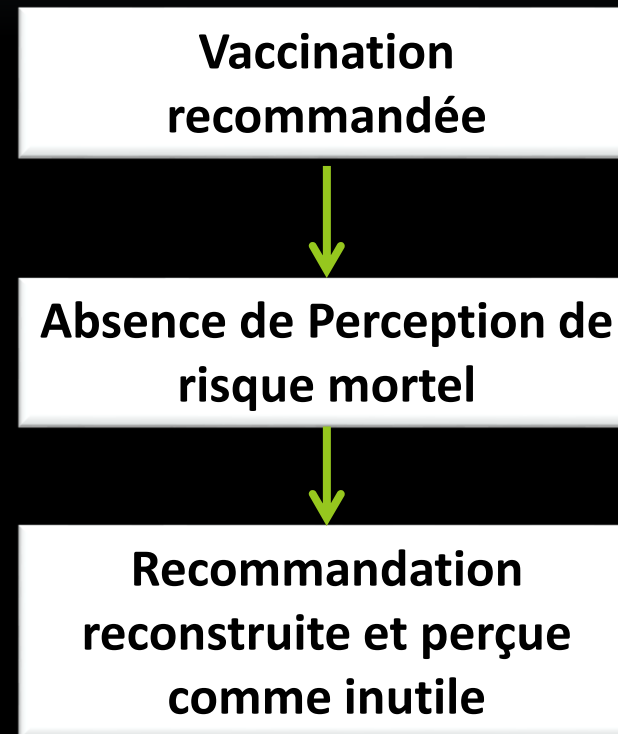 Vaccination
recommandée
Absence de Perception de
risque mortel
Recommandation
reconstruite et perçue
comme inutile